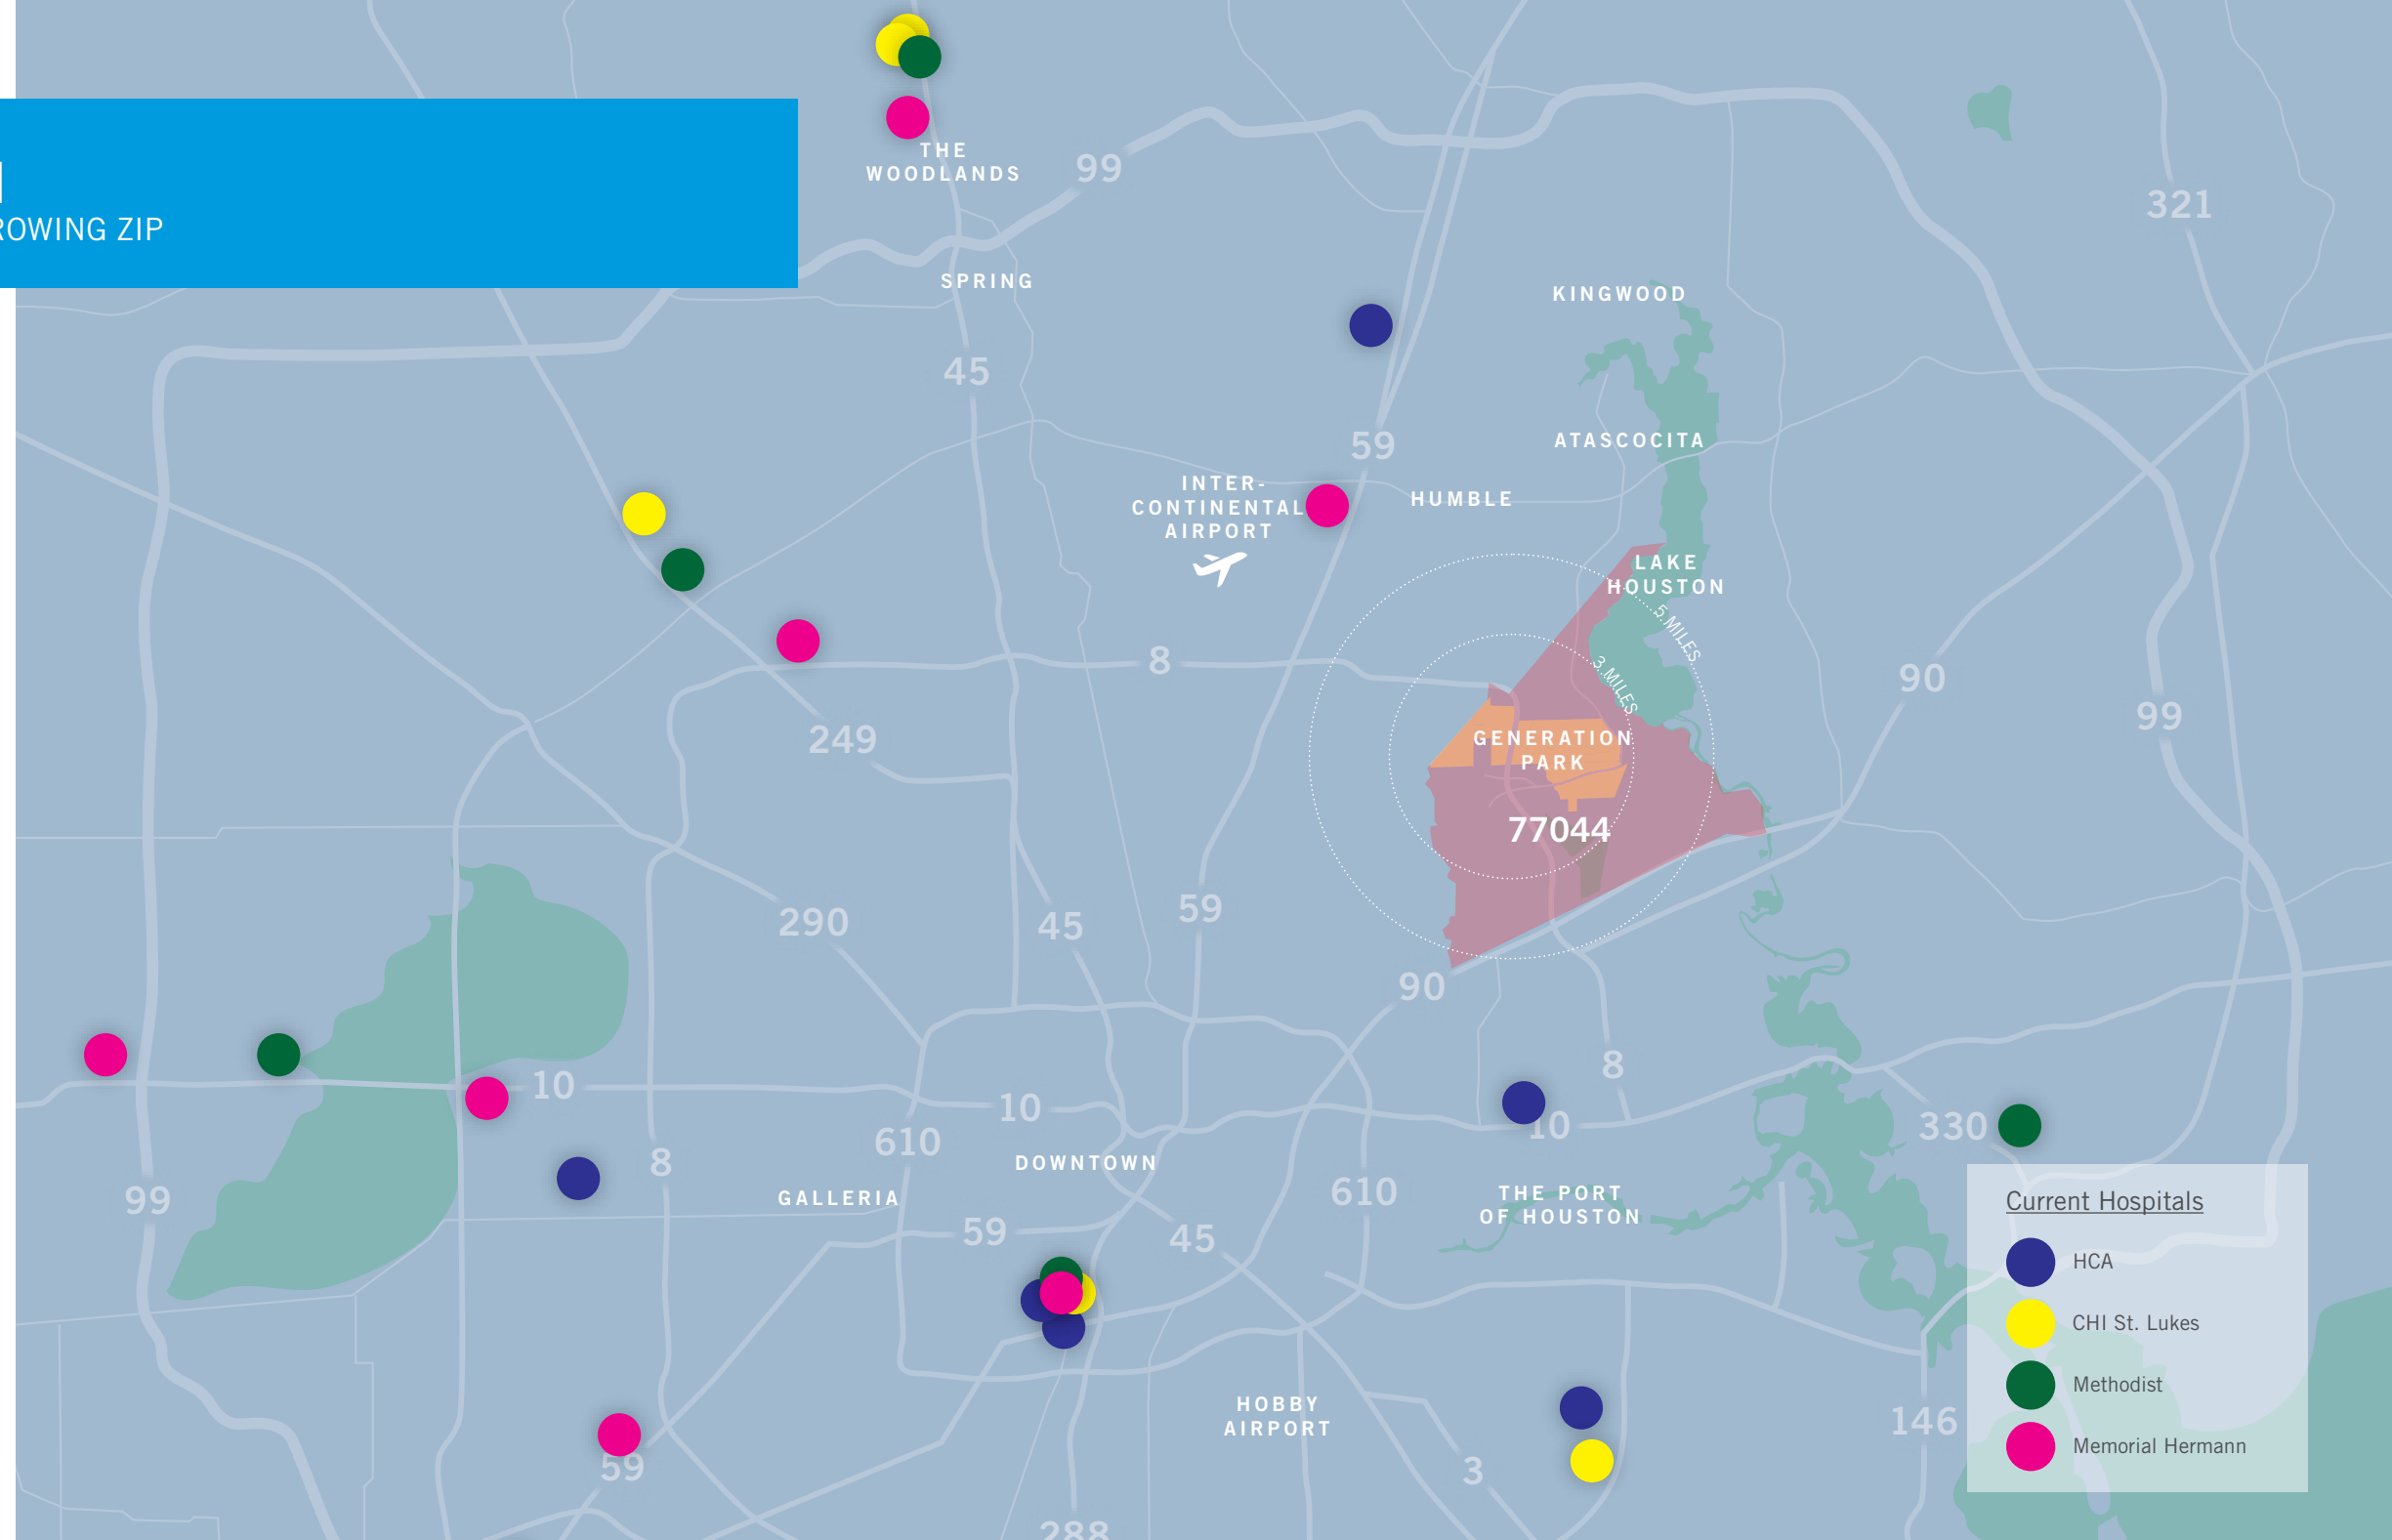 ROWING ZIP
THE
WOODLANDS
99
321
SPRING
KINGWOOD
45
59
ATASCOCITA
INTER-
CONTINENTAL
AIRPORT
HUMBLE
LAKE
HOUSTON
5 MILES
3 MILES
8
90
99
249
GENERATION
PARK
77044
290
45
59
90
8
10
10
10
330
610
DOWNTOWN
8
99
GALLERIA
59
45
610
THE PORT
OF HOUSTON
HOBBY
AIRPORT
146
59
3
288
Current Hospitals
HCA
CHI St. Lukes
Methodist
Memorial Hermann